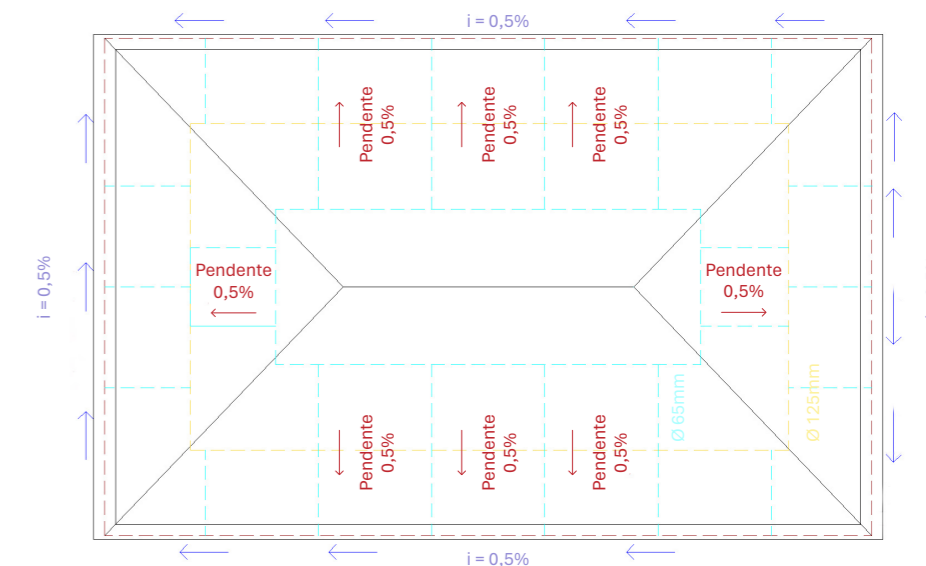 i = 0,5%
Pendente
0,5%
Pendente
0,5%
Pendente
0,5%
i = 0,5%
Pendente
0,5%
Pendente
0,5%
Ø 65mm
Ø 125mm
Pendente
0,5%
Pendente
0,5%
Pendente
0,5%
i = 0,5%